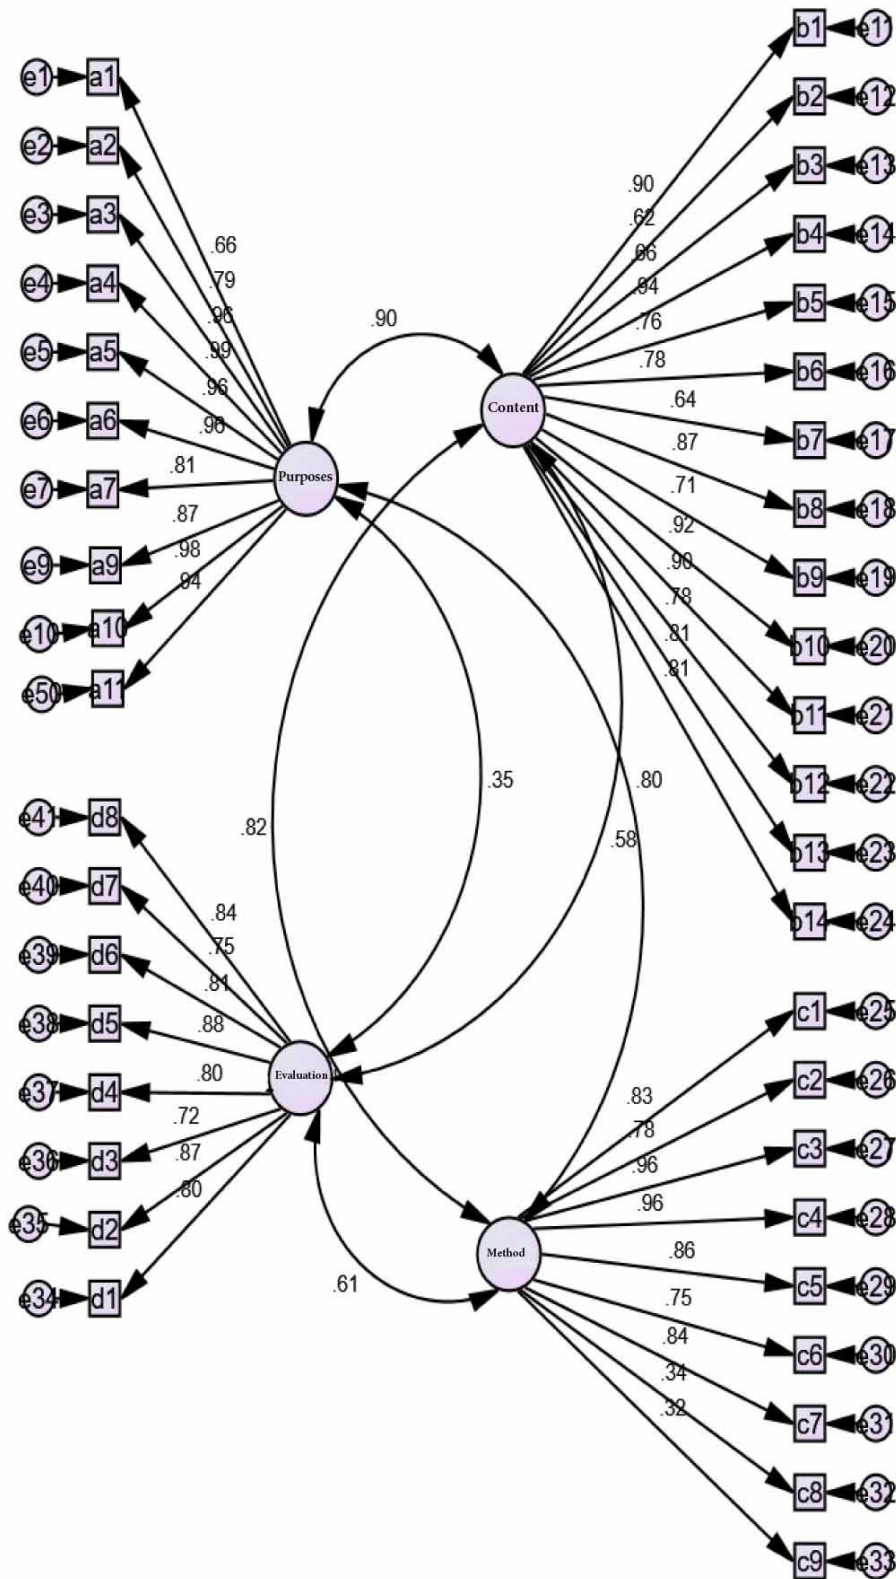 e1 a1
e2 a2
e3 a3
e4 a4
e5 a5
e6 a6
e7 a7
e9 a9
e10 a10
e50 a11
.66
.79
.96
.99
.96
.96
.81
.87
.98
.94
Purposes
.90
Content
b1 e11
b2 e12
b3 e13
b4 e14
b5 e15
b6 e16
b7 e17
b8 e18
b9 e19
b10 e20
b11 e21
b12 e22
b13 e23
b14 e24
.90
.62
.66
.94
.76
.78
.64
.87
.71
.92
.90
.78
.81
.81
.82
.35
.80
.58
e41 d8
e40 d7
e39 d6
e38 d5
e37 d4
e36 d3
e35 d2
e34 d1
.84
.75
.81
.88
.80
.72
.87
.80
Evaluation
.61
Method
c1 e25
c2 e26
c3 e27
c4 e28
c5 e29
c6 e30
c7 e31
c8 e32
c9 e33
.83
.78
.96
.96
.86
.75
.84
.34
.32